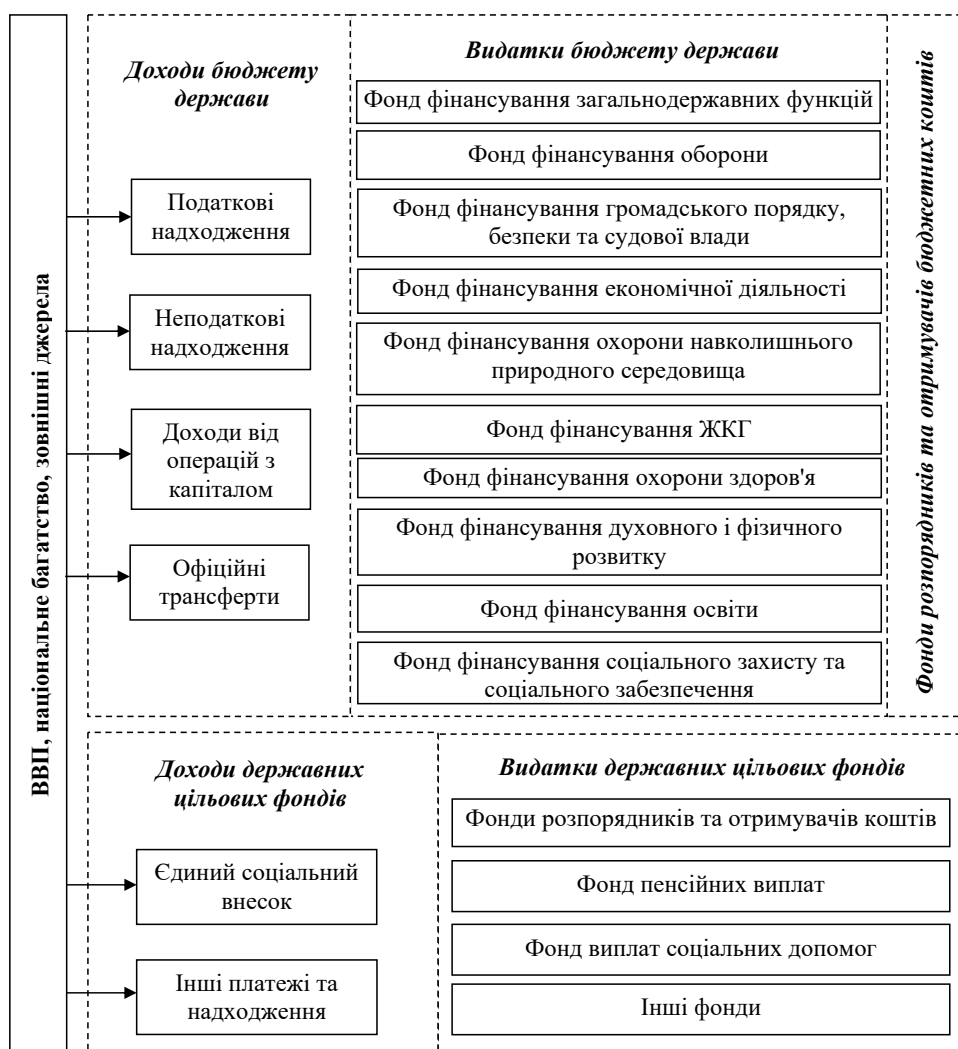 ВВП, національне багатство, зовнішні джерела
Доходи бюджету
держави
Податкові
надходження
Неподаткові
надходження
Доходи від
операцій з
капіталом
Офіційні
трансферти
Видатки бюджету держави
Фонд фінансування загальнодержавних функцій
Фонд фінансування оборони
Фонд фінансування громадського порядку,
безпеки та судової влади
Фонд фінансування економічної діяльності
Фонд фінансування охорони навколишнього
природного середовища
Фонд фінансування ЖКГ
Фонд фінансування охорони здоров'я
Фонд фінансування духовного і фізичного
розвитку
Фонд фінансування освіти
Фонд фінансування соціального захисту та
соціального забезпечення
Фонди розпорядників та отримувачів бюджетних коштів
Доходи державних
цільових фондів
Єдиний соціальний
внесок
Інші платежі та
надходження
Видатки державних цільових фондів
Фонди розпорядників та отримувачів коштів
Фонд пенсійних виплат
Фонд виплат соціальних допомог
Інші фонди